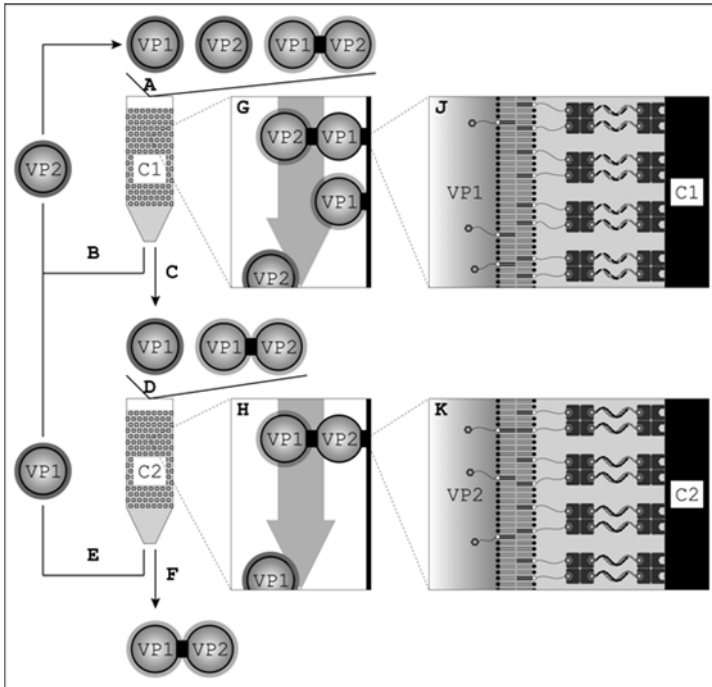 VP1 VP2 VP1 VP2
A
G J
VP2 VP1
VP2 C1 VP1 C1
VP1
B C
VP2
VP1 VP1 VP2
D
H K
VP1 VP2
VP1 C2 VP2 C2
E F
VP1
VP1 VP2